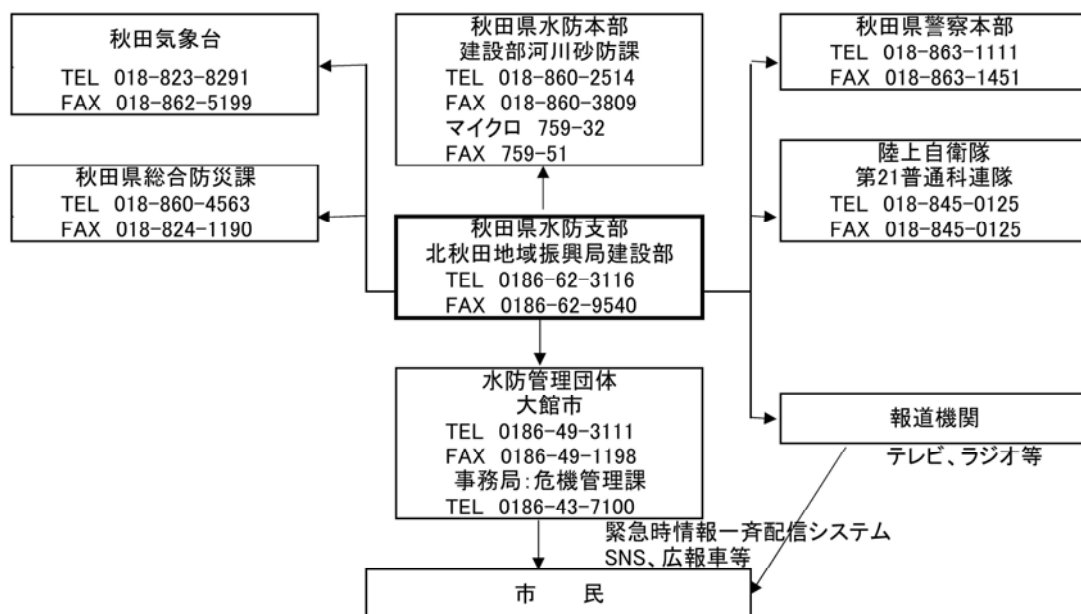 秋田気象台
TEL 018-823-8291
FAX 018-862-5199
秋田県水防本部
建設部河川砂防課
TEL 018-860-2514
FAX 018-860-3809
マイクロ 759-32
FAX 759-51
秋田県警察本部
TEL 018-863-1111
FAX 018-863-1451
秋田県総合防災課
TEL 018-860-4563
FAX 018-824-1190
陸上自衛隊
第21普通科連隊
TEL 018-845-0125
FAX 018-845-0125
秋田県水防支部
北秋田地域振興局建設部
TEL 0186-62-3116
FAX 0186-62-9540
水防管理団体
大館市
TEL 0186-49-3111
FAX 0186-49-1198
事務局:危機管理課
TEL 0186-43-7100
報道機関
テレビ、ラジオ等
緊急時情報一斉配信システム
SNS、広報車等
市　　民